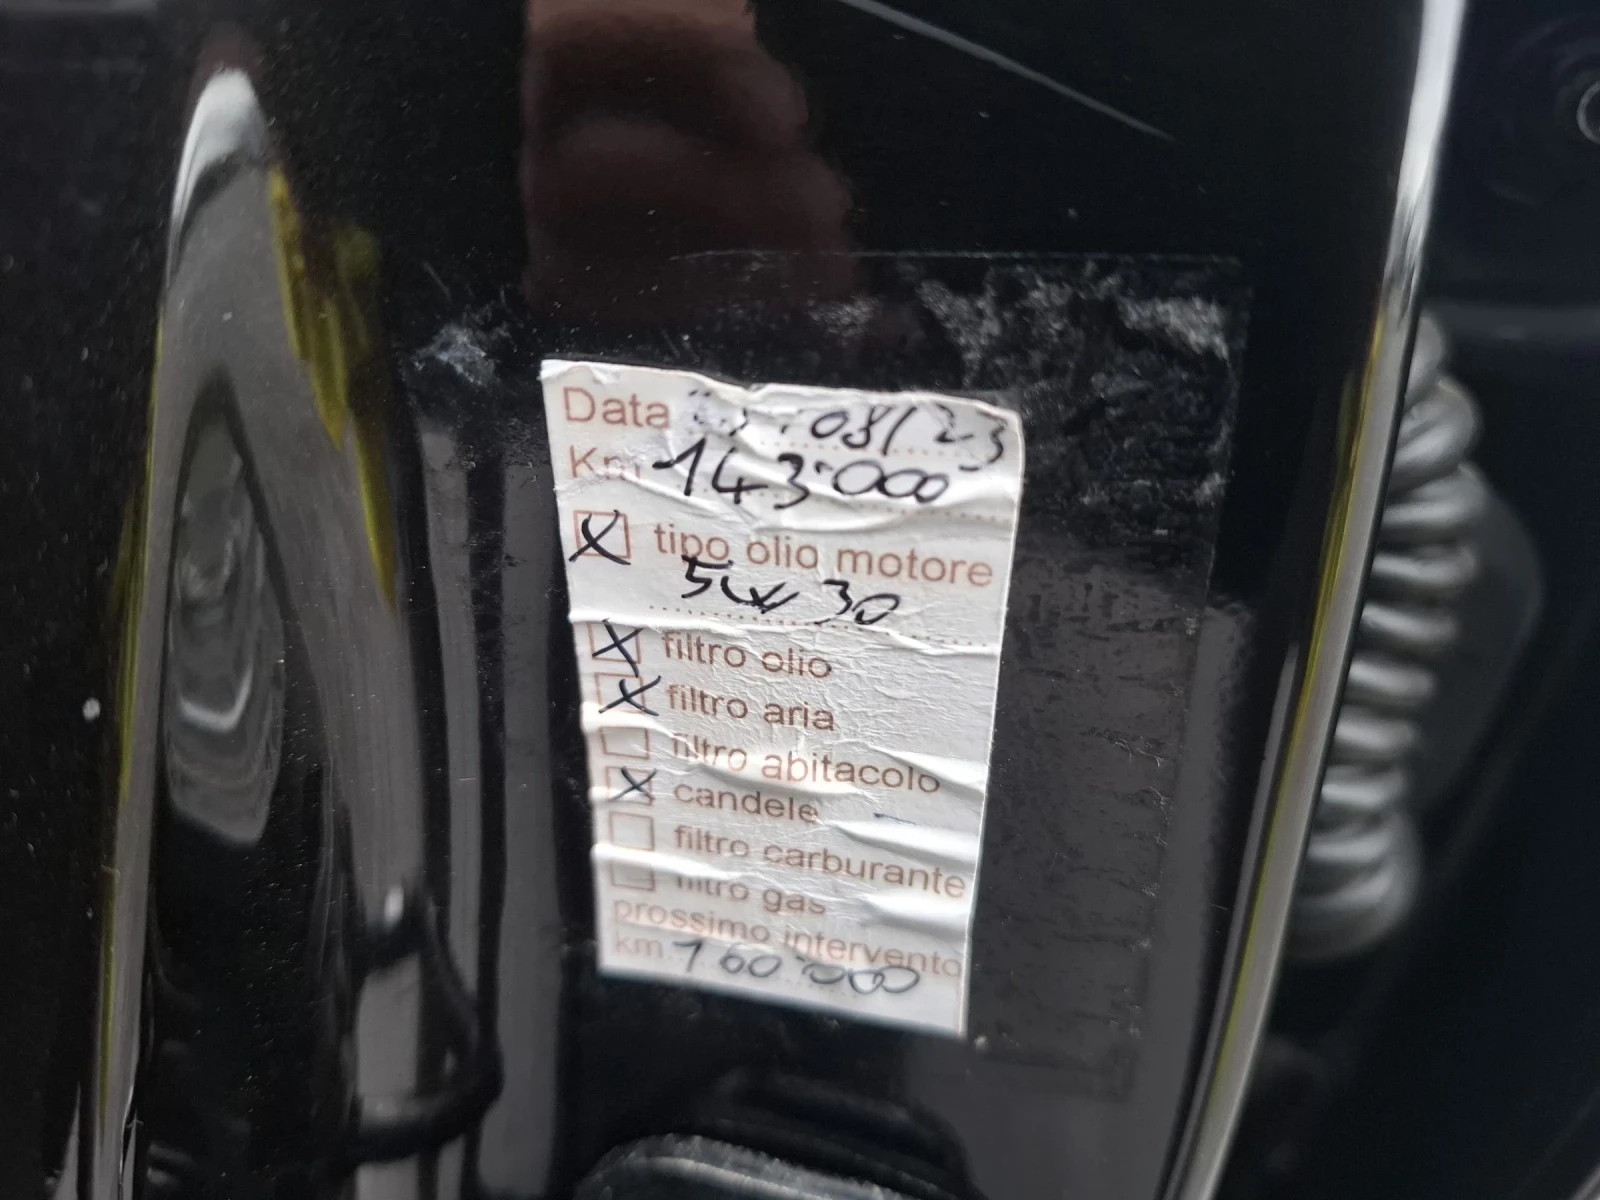 Data 08/23
Km 143.000
X tipo olio motore
5W30
X filtro olio
X filtro aria
filtro abitacolo
X candele
filtro carburante
filtro gas
prossimo intervento
km 160.000